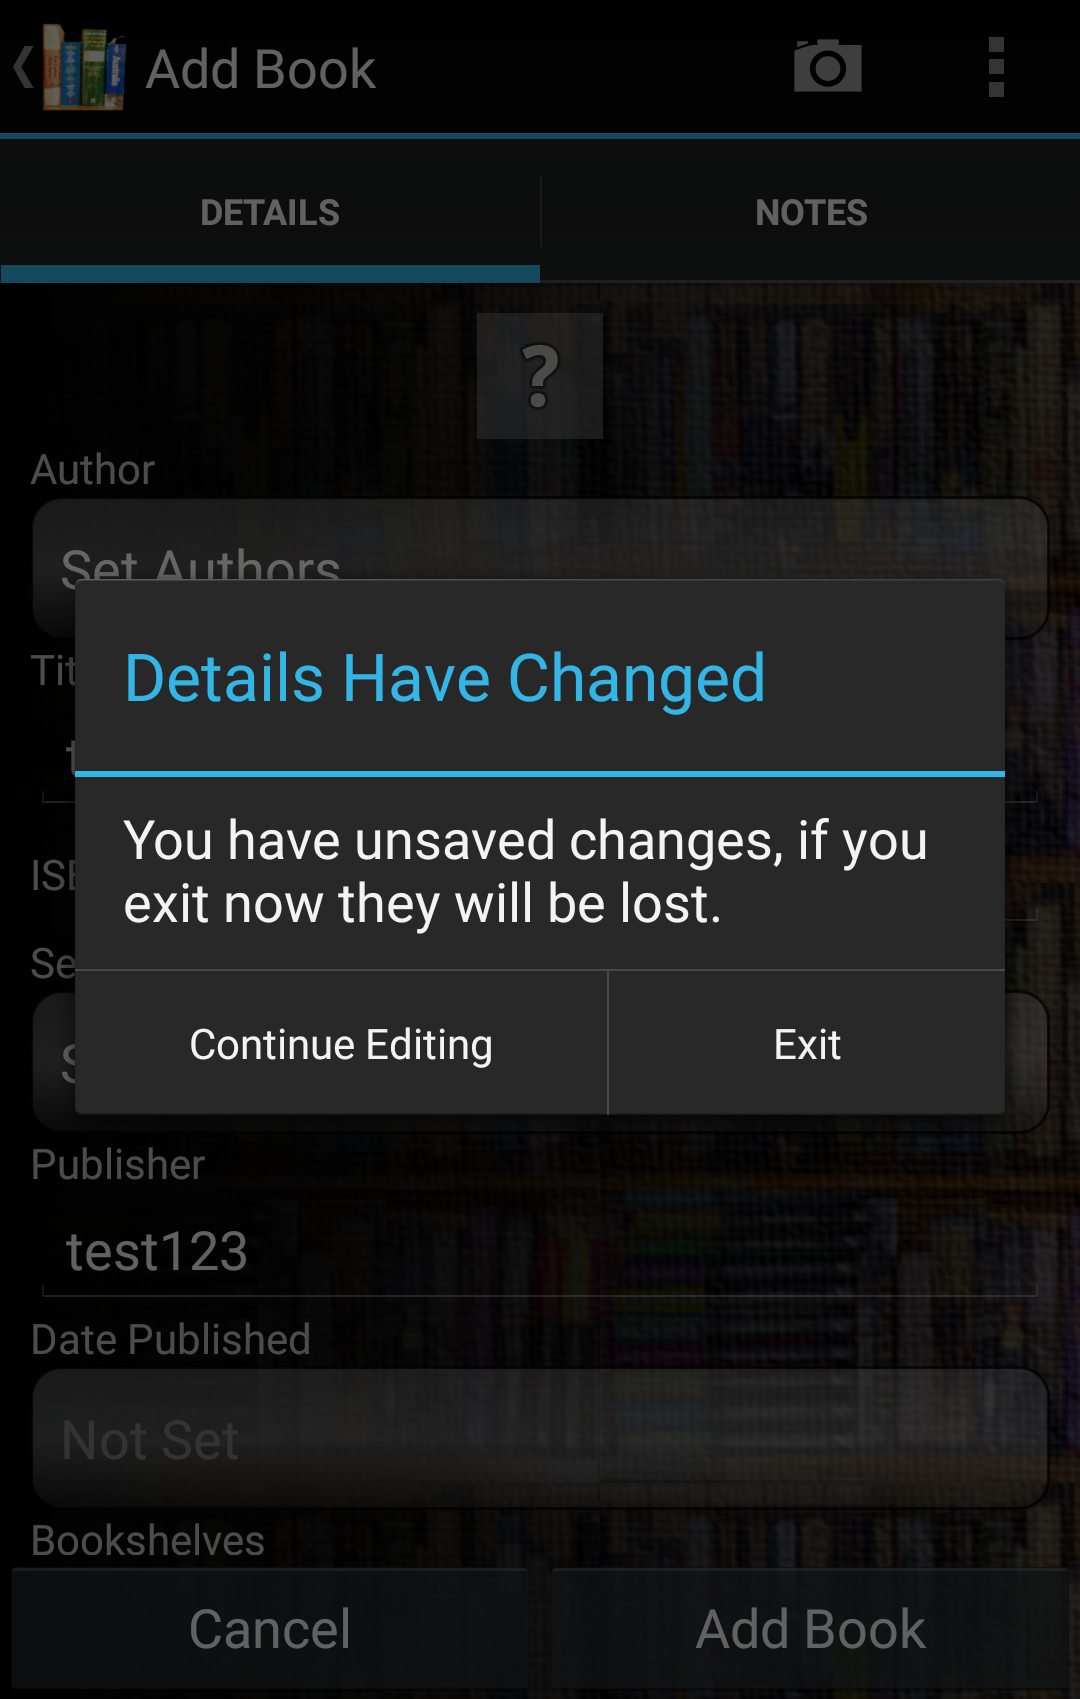 Add Book
DETAILS
NOTES
?
Author
Set Authors
Details Have Changed
You have unsaved changes, if you
exit now they will be lost.
Continue Editing
Exit
Publisher
test123
Date Published
Not Set
Bookshelves
Cancel
Add Book